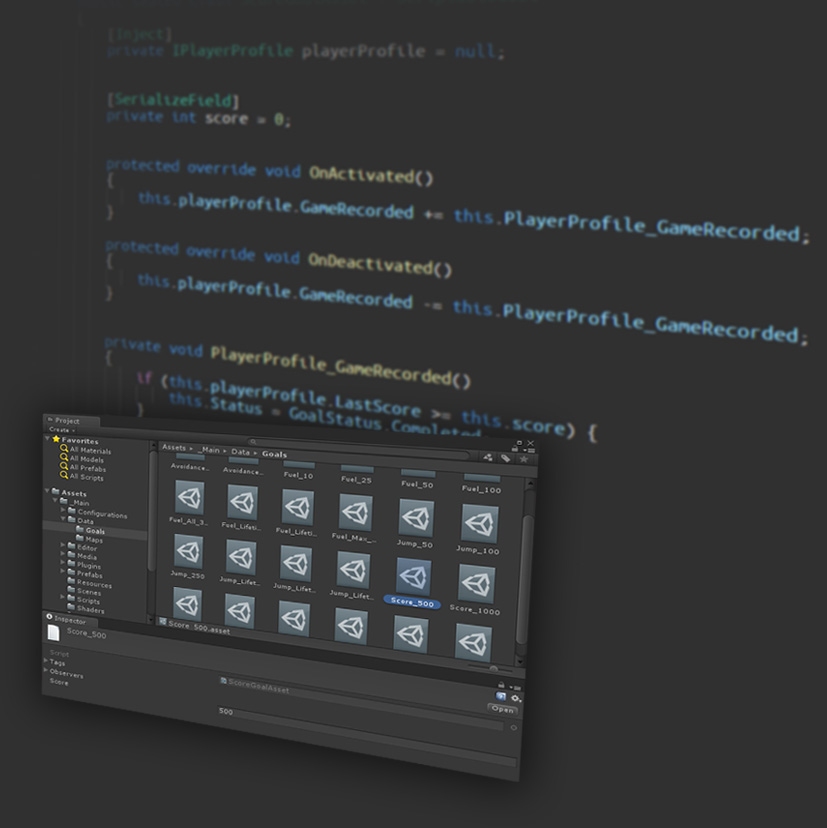 [Inject]
private IPlayerProfile playerProfile = null;
[SerializeField]
private int score = 0;
protected override void OnActivated()
{
this.playerProfile.GameRecorded += this.PlayerProfile_GameRecorded;
}
protected override void OnDeactivated()
{
this.playerProfile.GameRecorded -= this.PlayerProfile_GameRecorded;
}
private void PlayerProfile_GameRecorded()
{
if (this.playerProfile.LastScore >= this.score) {
this.Status = GoalStatus.Completed
}
Project
Create
Favorites
All Materials
All Models
All Prefabs
All Scripts
Assets
_Main
Configurations
Data
Goals
Maps
Editor
Media
Plugins
Prefabs
Resources
Scenes
Scripts
Shaders
Assets ▸ _Main ▸ Data ▸ Goals
Avoidance... Avoidance... Fuel_10 Fuel_25 Fuel_50 Fuel_100
Fuel_All_3... Fuel_Lifeti... Fuel_Lifeti... Fuel_Max_... Jump_50 Jump_100
Jump_250 Jump_Lifet... Jump_Lifet... Jump_Lifet... Score_500 Score_1000
Score_500.asset
Inspector
Score_500
Open
Script ScoreGoalAsset
Tags
Observers
Score 500